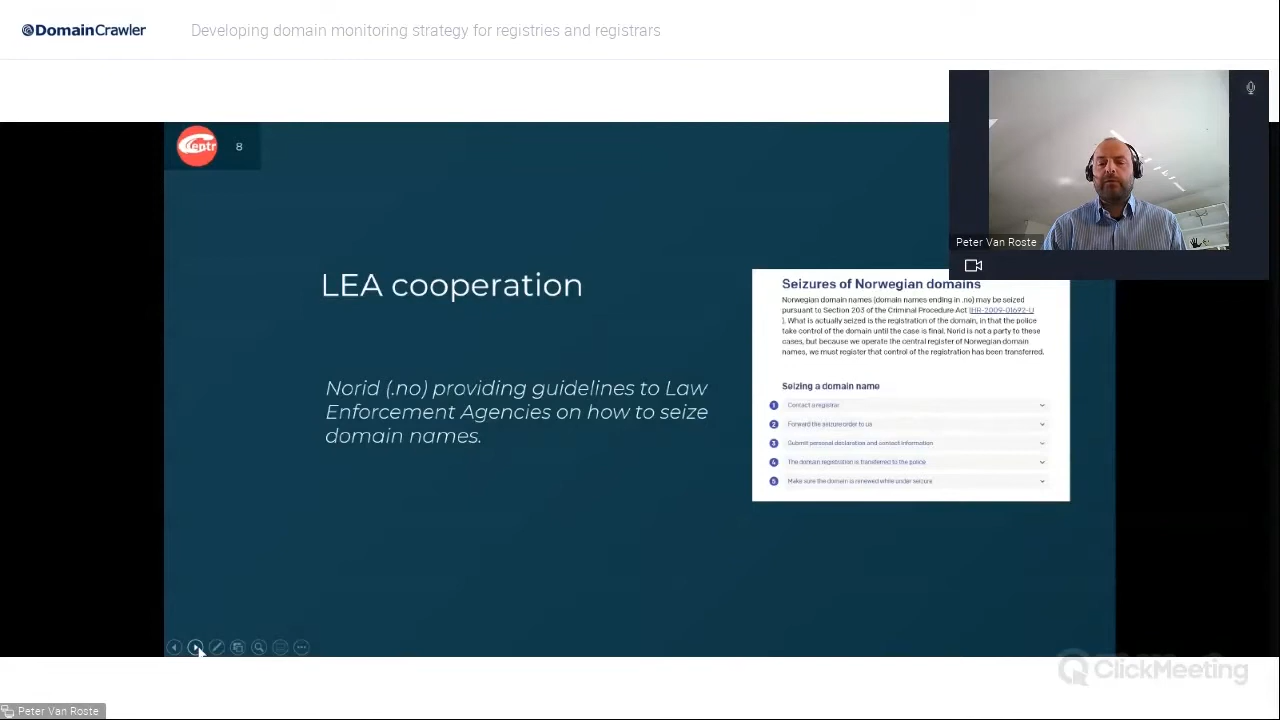 DomainCrawler
Developing domain monitoring strategy for registries and registrars
Centr
8
Peter Van Roste
LEA cooperation
Norid (.no) providing guidelines to Law
Enforcement Agencies on how to seize
domain names.
Seizures of Norwegian domains
Norwegian domain names (domain names ending in .no) may be seized
pursuant to Section 203 of the Criminal Procedure Act (HR-2009-01692-U
). What is actually seized is the registration of the domain, in that the police
take control of the domain until the case is final. Norid is not a party to these
cases, but because we operate the central register of Norwegian domain
names, we must register that control of the registration has been transferred.
Seizing a domain name
1 Contact a registrar
2 Forward the seizure order to us
3 Submit personal declaration and contact information
4 The domain registration is transferred to the police
5 Make sure the domain is renewed while under seizure
ClickMeeting
Peter Van Roste